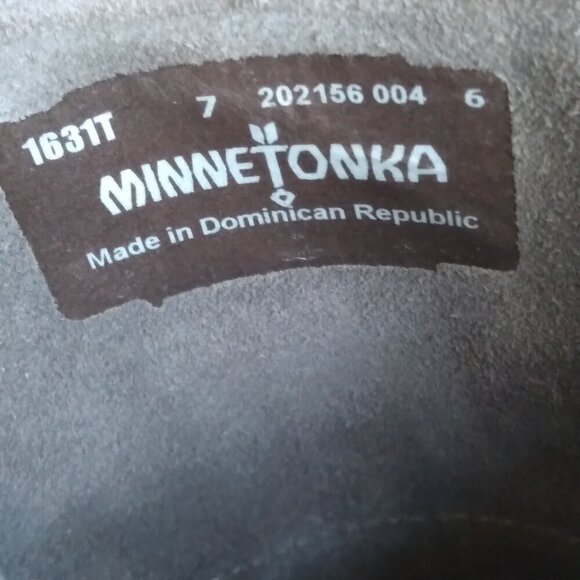 1631T 7 202156 004 6
MINNETONKA
Made in Dominican Republic